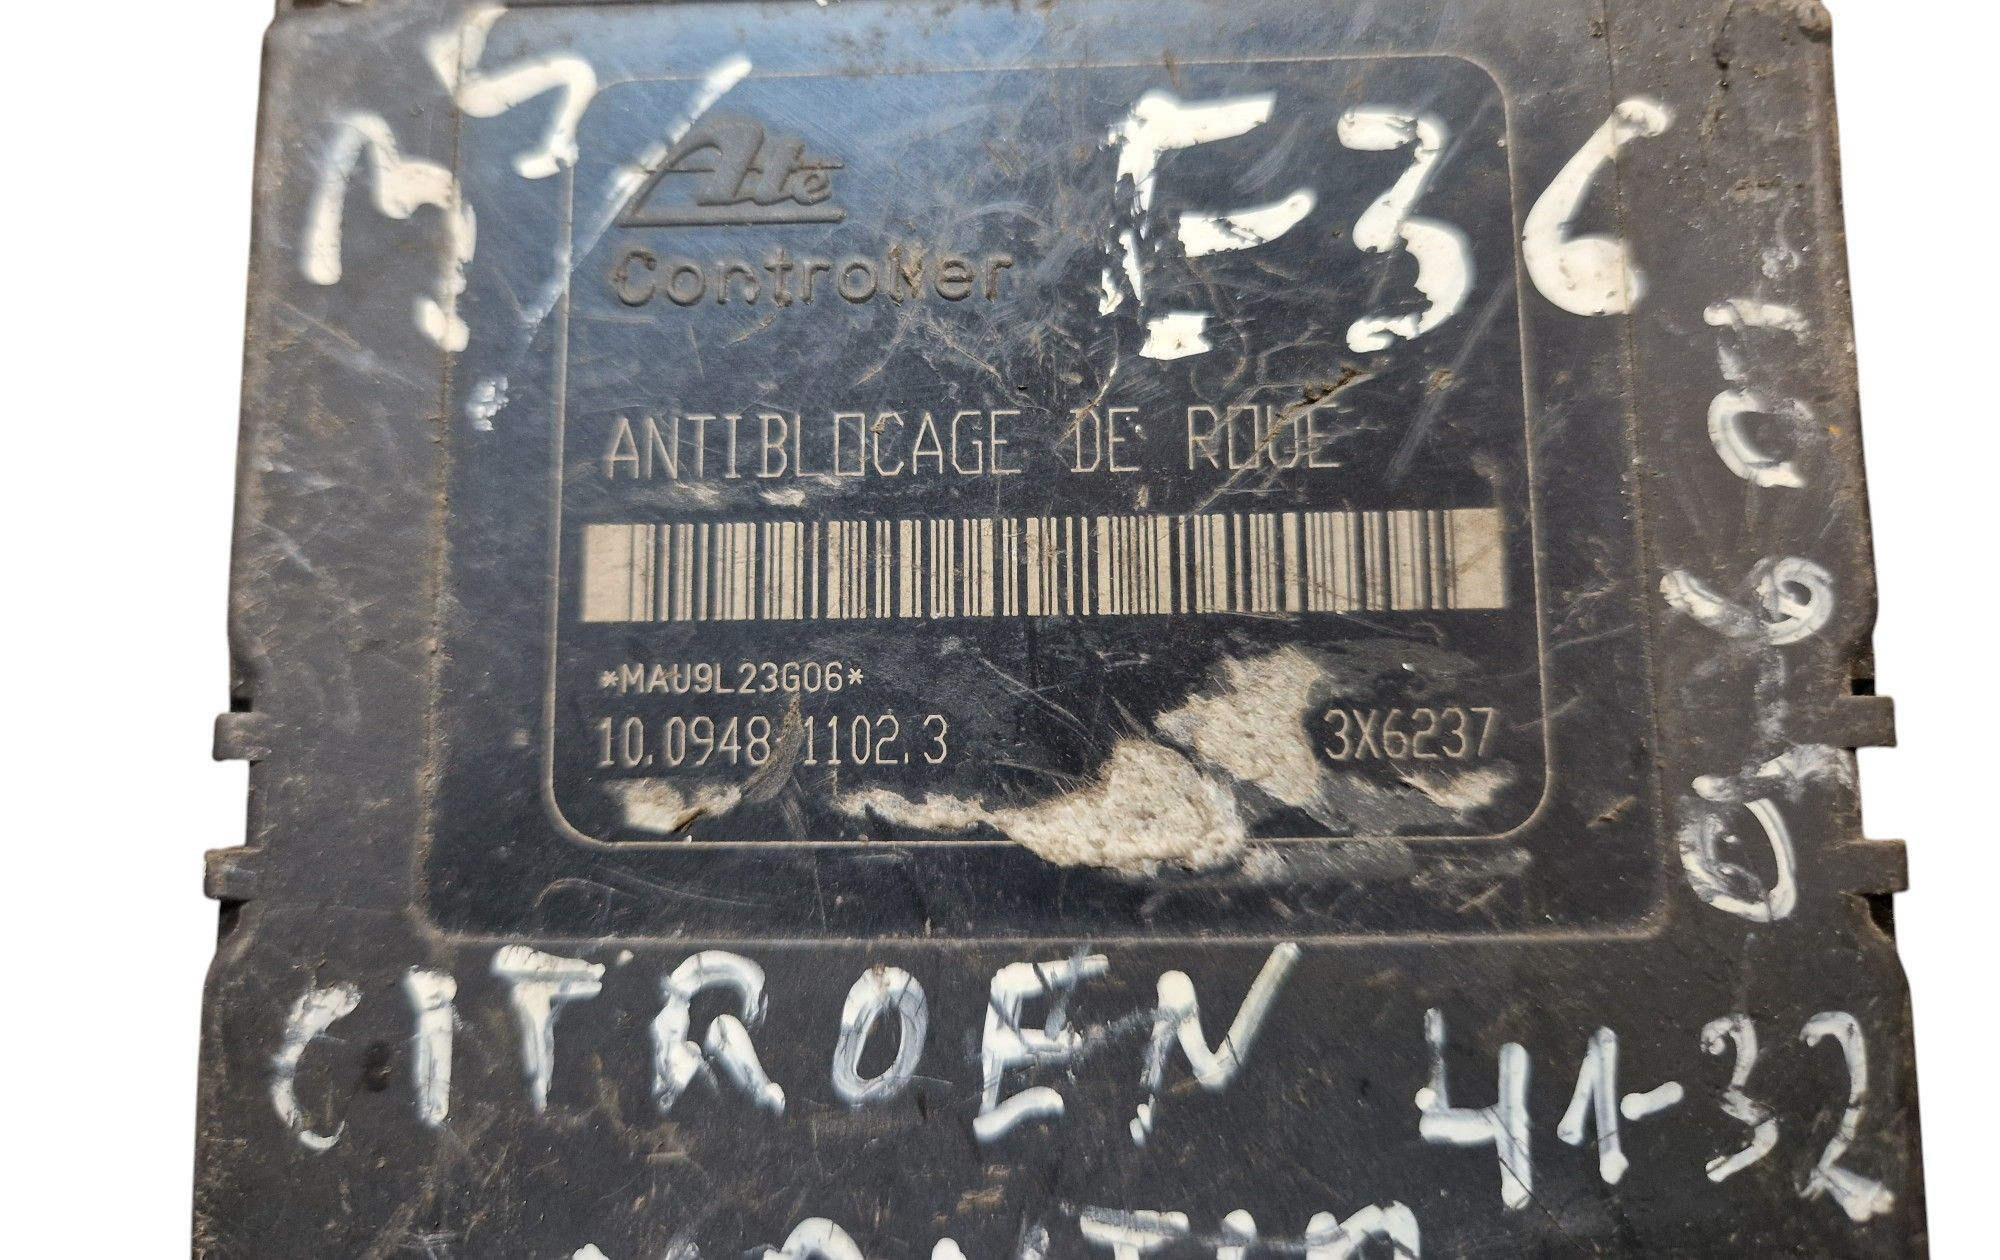 E36
Ate
Controller
ANTIBLOCAGE DE ROUE
*MAU9L23G06*
10.0948-1102.3 3X6237
CITROEN 41-32